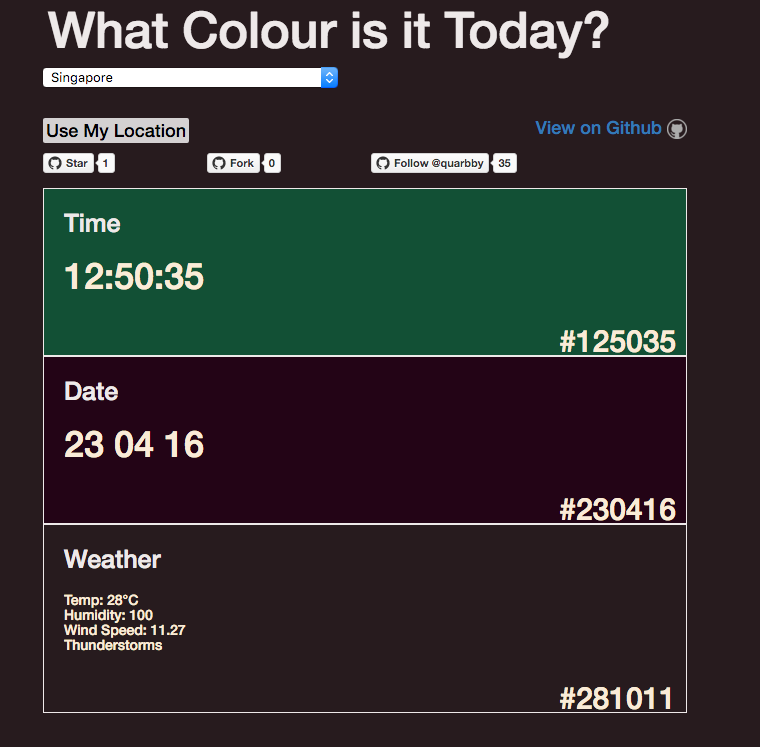 What Colour is it Today?
Singapore
Use My Location
View on Github
Star 1 Fork 0 Follow @quarbby 35
Time
12:50:35
#125035
Date
23 04 16
#230416
Weather
Temp: 28°C
Humidity: 100
Wind Speed: 11.27
Thunderstorms
#281011